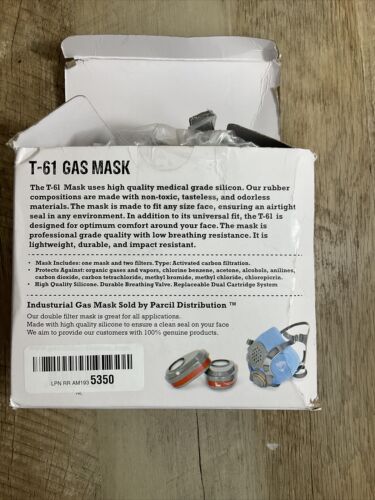 T-61 GAS MASK
The T-61 Mask uses high quality medical grade silicon. Our rubber
compositions are made with non-toxic, tasteless, and odorless
materials. The mask is made to fit any size face, ensuring an airtight
seal in any environment. In addition to its universal fit, the T-61 is
designed for optimum comfort around your face. The mask is
professional grade quality with low breathing resistance. It is
lightweight, durable, and impact resistant.
• Mask Includes: one mask and two filters. Type: Activated carbon filtration.
• Protects Against: organic gases and vapors, chlorine benzene, acetone, alcohols, anilines,
carbon dioxide, carbon tetrachloride, methyl bromide, methyl chloride, chloropicrin.
• High Quality Silicone. Durable Breathing Valve. Replaceable Dual Cartridge System
Industurial Gas Mask Sold by Parcil Distribution ™
Our double filter mask is great for all applications.
Made with high quality silicone to ensure a clean seal on your face
We aim to provide our customers with 100% genuine products.
LPN RR AM193 5350